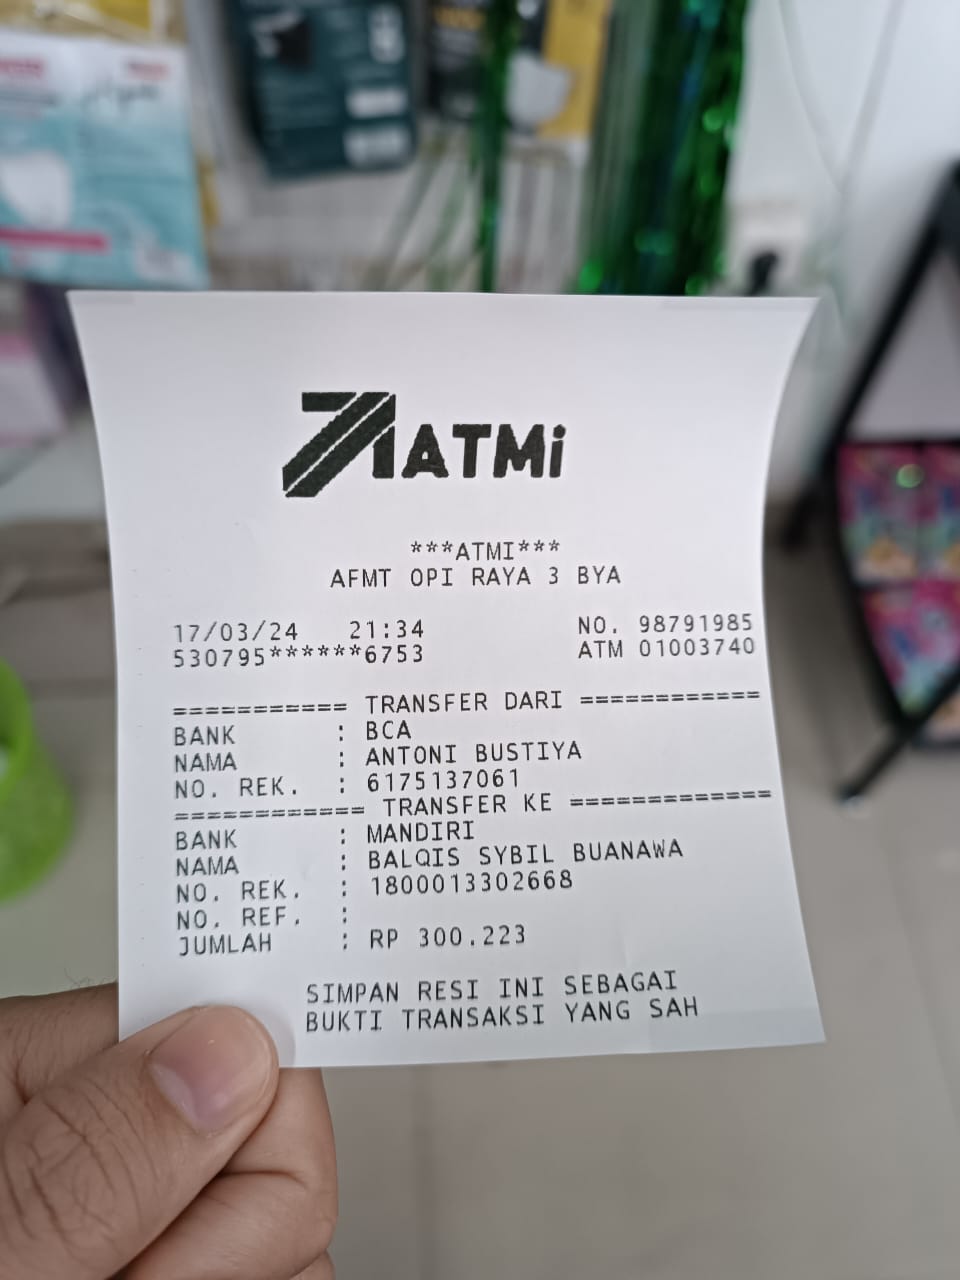 ATMi
***ATMI***
AFMT OPI RAYA 3 BYA
17/03/24 21:34 NO. 98791985
530795******6753 ATM 01003740
=========== TRANSFER DARI ============
BANK : BCA
NAMA : ANTONI BUSTIYA
NO. REK. : 6175137061
============ TRANSFER KE =============
BANK : MANDIRI
NAMA : BALQIS SYBIL BUANAWA
NO. REK. : 1800013302668
NO. REF. :
JUMLAH : RP 300.223
SIMPAN RESI INI SEBAGAI
BUKTI TRANSAKSI YANG SAH